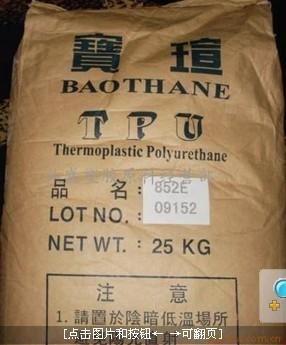 寶瑄
BAOTHANE
TPU
Thermoplastic Polyurethane
品 名: 852E
LOT NO.: 09152
NET WT.: 25 KG
注 意
1. 請置於陰暗低溫場所
[点击图片和按钮←→可翻页]